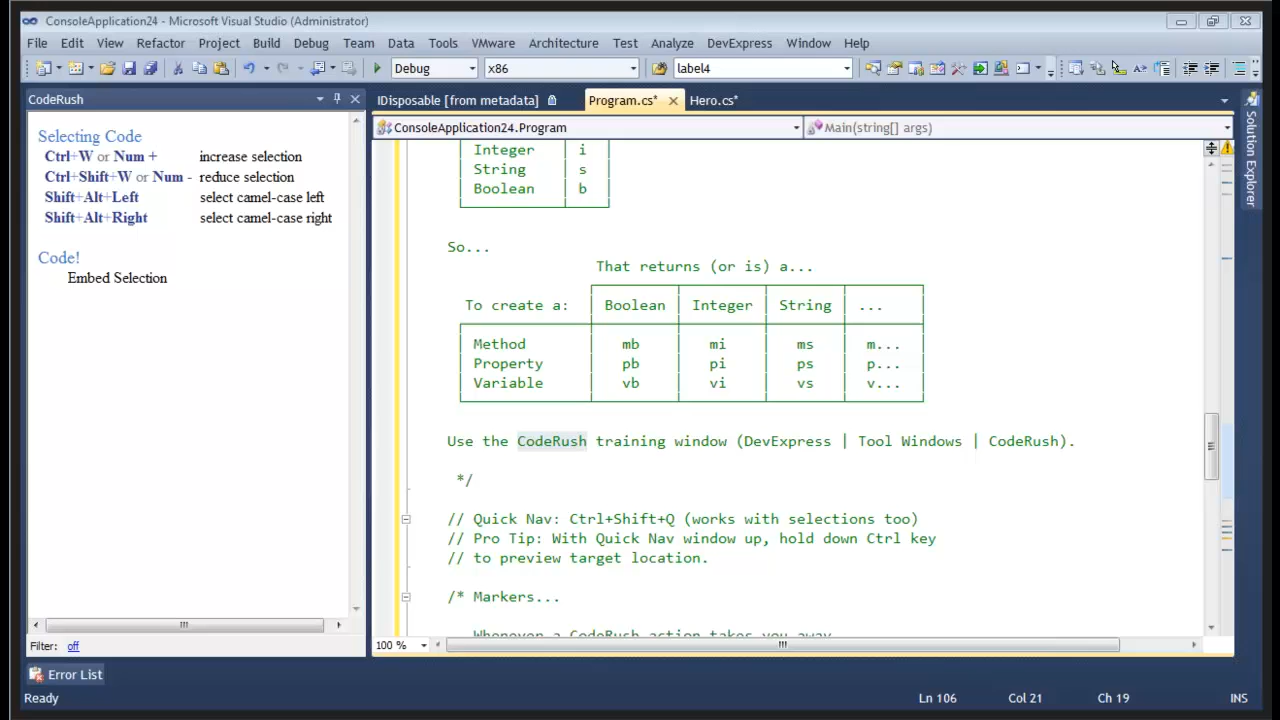 ConsoleApplication24 - Microsoft Visual Studio (Administrator)
File Edit View Refactor Project Build Debug Team Data Tools VMware Architecture Test Analyze DevExpress Window Help
Debug x86 label4
CodeRush
IDisposable [from metadata] Program.cs* Hero.cs*
ConsoleApplication24.Program Main(string[] args)
Selecting Code
Ctrl+W or Num + increase selection
Ctrl+Shift+W or Num - reduce selection
Shift+Alt+Left select camel-case left
Shift+Alt+Right select camel-case right
Code!
Embed Selection
Filter: off
Integer i
String s
Boolean b
So...
That returns (or is) a...
To create a: Boolean Integer String ...
Method mb mi ms m...
Property pb pi ps p...
Variable vb vi vs v...
Use the CodeRush training window (DevExpress | Tool Windows | CodeRush).
*/
// Quick Nav: Ctrl+Shift+Q (works with selections too)
// Pro Tip: With Quick Nav window up, hold down Ctrl key
// to preview target location.
/* Markers...
Whenever a CodeRush action takes you away
100 %
Solution Explorer
Error List
Ready Ln 106 Col 21 Ch 19 INS